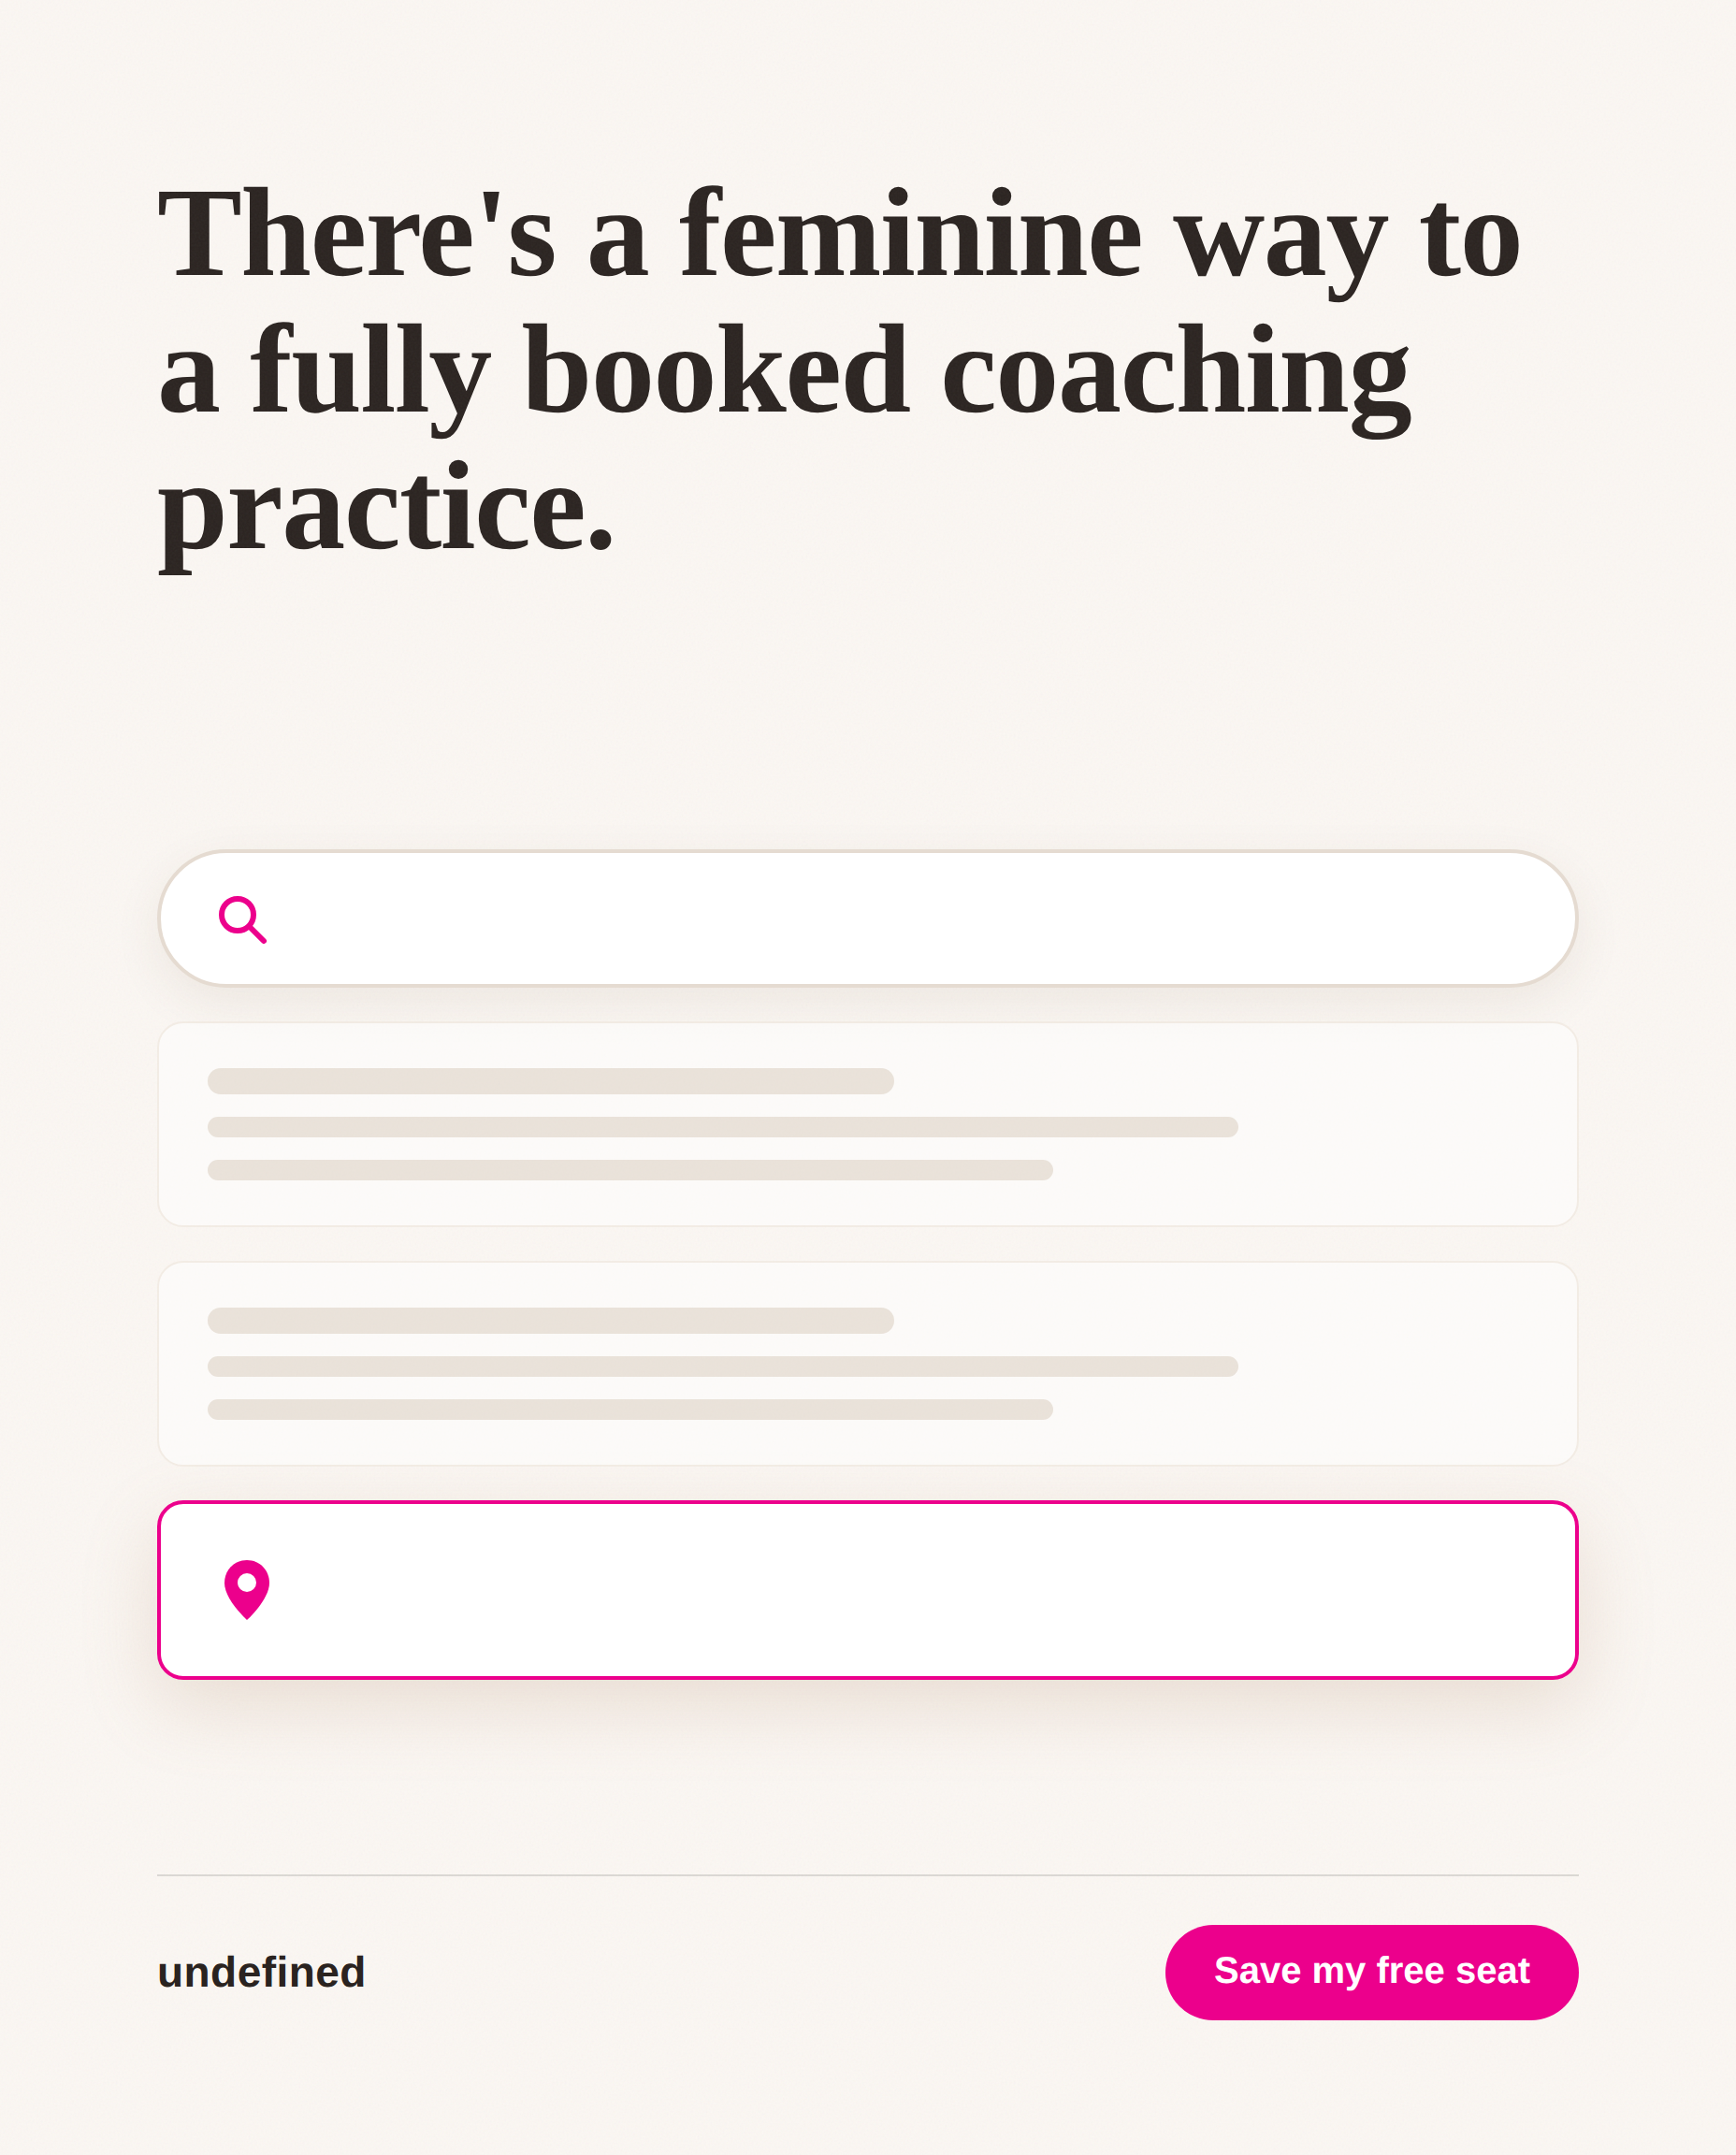 There's a feminine way to
a fully booked coaching
practice.
undefined
Save my free seat